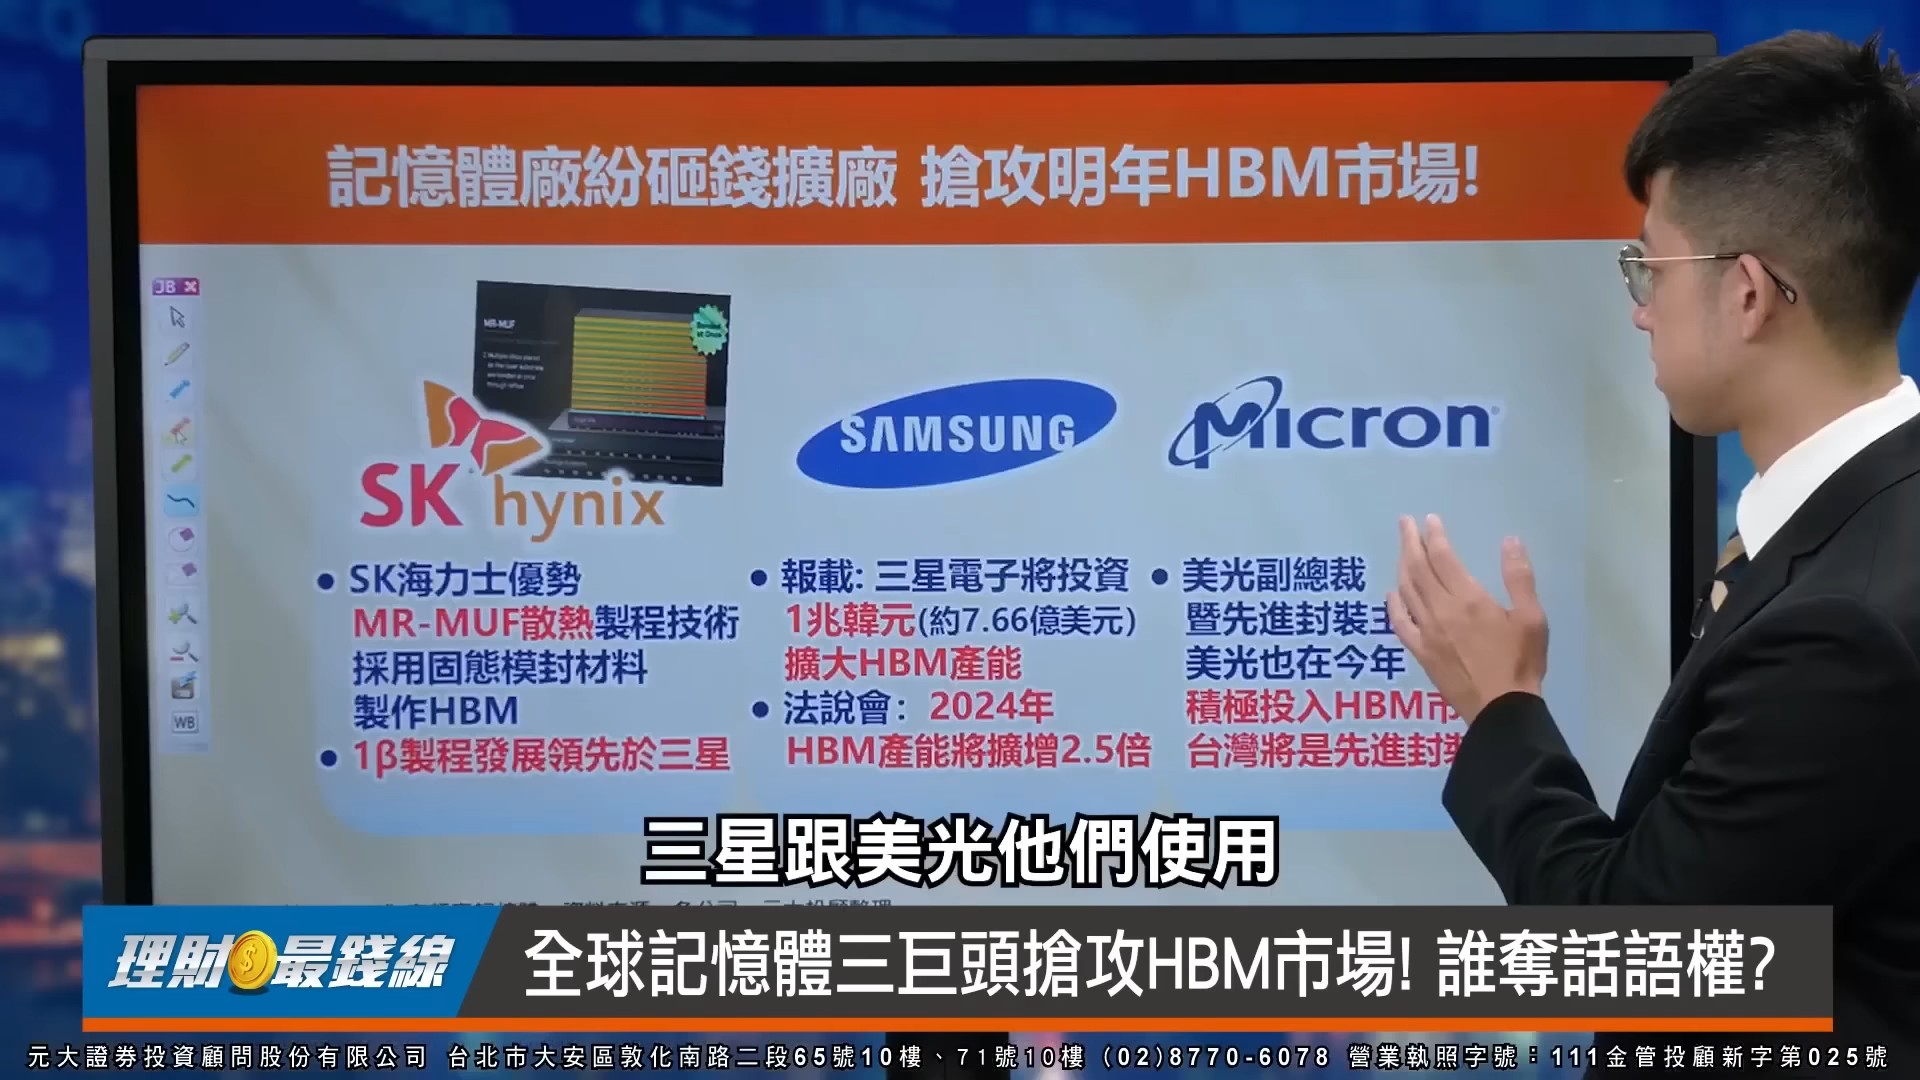 記憶體廠紛砸錢擴廠 搶攻明年HBM市場!
JB
WB
MR-MUF
SK hynix
SAMSUNG
Micron
• SK海力士優勢
MR-MUF散熱製程技術
採用固態模封材料
製作HBM
• 1β製程發展領先於三星
• 報載: 三星電子將投資
1兆韓元(約7.66億美元)
擴大HBM產能
• 法說會: 2024年
HBM產能將擴增2.5倍
• 美光副總裁
暨先進封裝主
美光也在今年
積極投入HBM市
台灣將是先進封裝
三星跟美光他們使用
理財最錢線
全球記憶體三巨頭搶攻HBM市場! 誰奪話語權?
元大證券投資顧問股份有限公司 台北市大安區敦化南路二段65號10樓、71號10樓 (02)8770-6078 營業執照字號：111金管投顧新字第025號